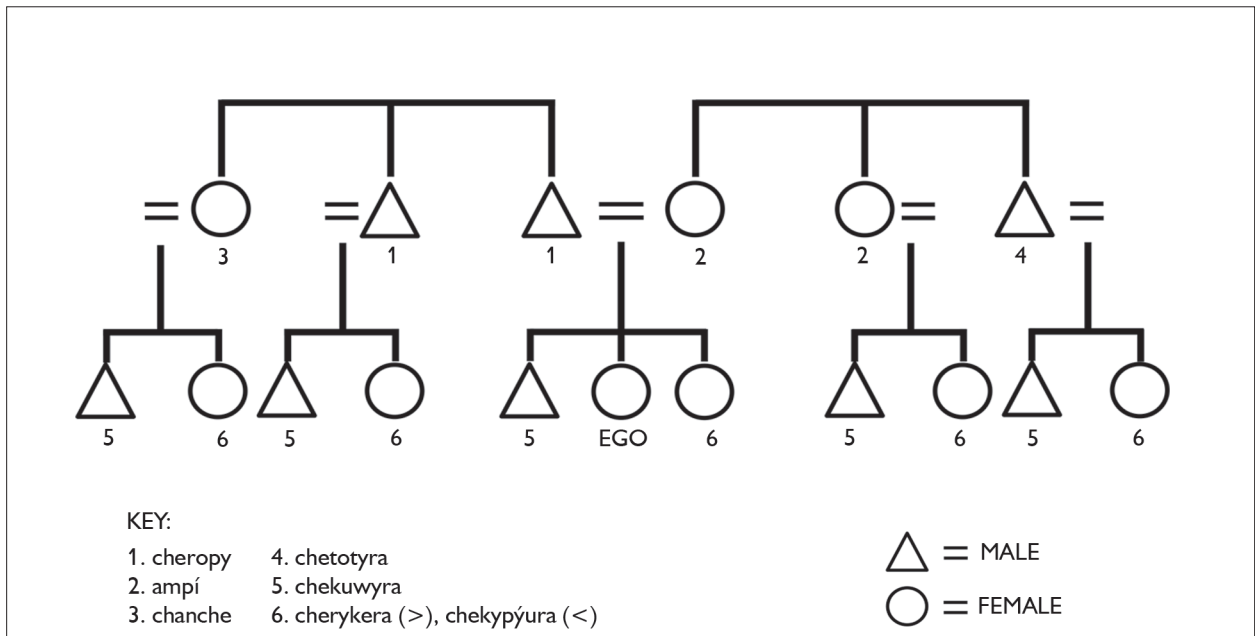 3 1 1 2 2 4
5 6 5 6 5 EGO 6 5 6 5 6
KEY:
1. cheropy 4. chetotyra
2. ampí 5. chekuwyra
3. chanche 6. cherykera (>), chekypýura (<)
= MALE
= FEMALE